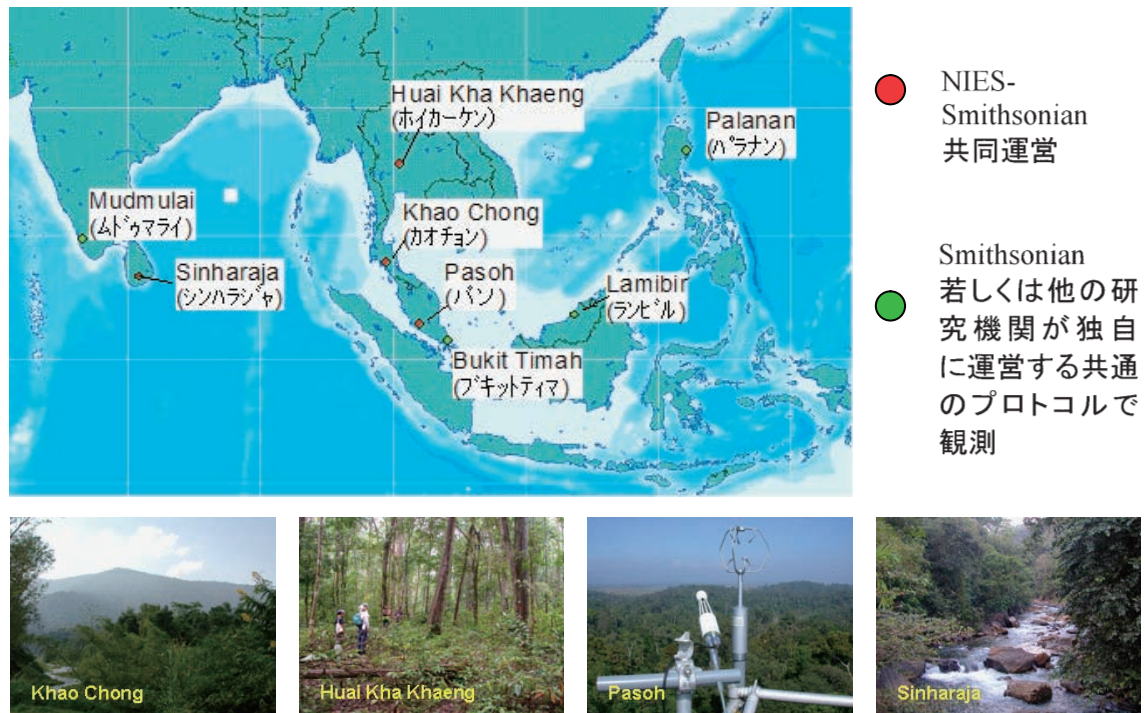 Huai Kha Khaeng
(ﾎｲｶｰｹﾝ)
Palanan
(ﾊﾟﾗﾅﾝ)
Mudmulai
(ﾑﾄﾞｩﾏﾗｲ)
Khao Chong
(ｶｵﾁｮﾝ)
Sinharaja
(ｼﾝﾊﾗｼﾞｬ)
Pasoh
(ﾊﾟｿ)
Lamibir
(ﾗﾝﾋﾞﾙ)
Bukit Timah
(ﾌﾞｷｯﾄﾃｨﾏ)
NIES-
Smithsonian
共同運営
Smithsonian
若しくは他の研
究機関が独自
に運営する共通
のプロトコルで
観測
Khao Chong
Huai Kha Khaeng
Pasoh
Sinharaja